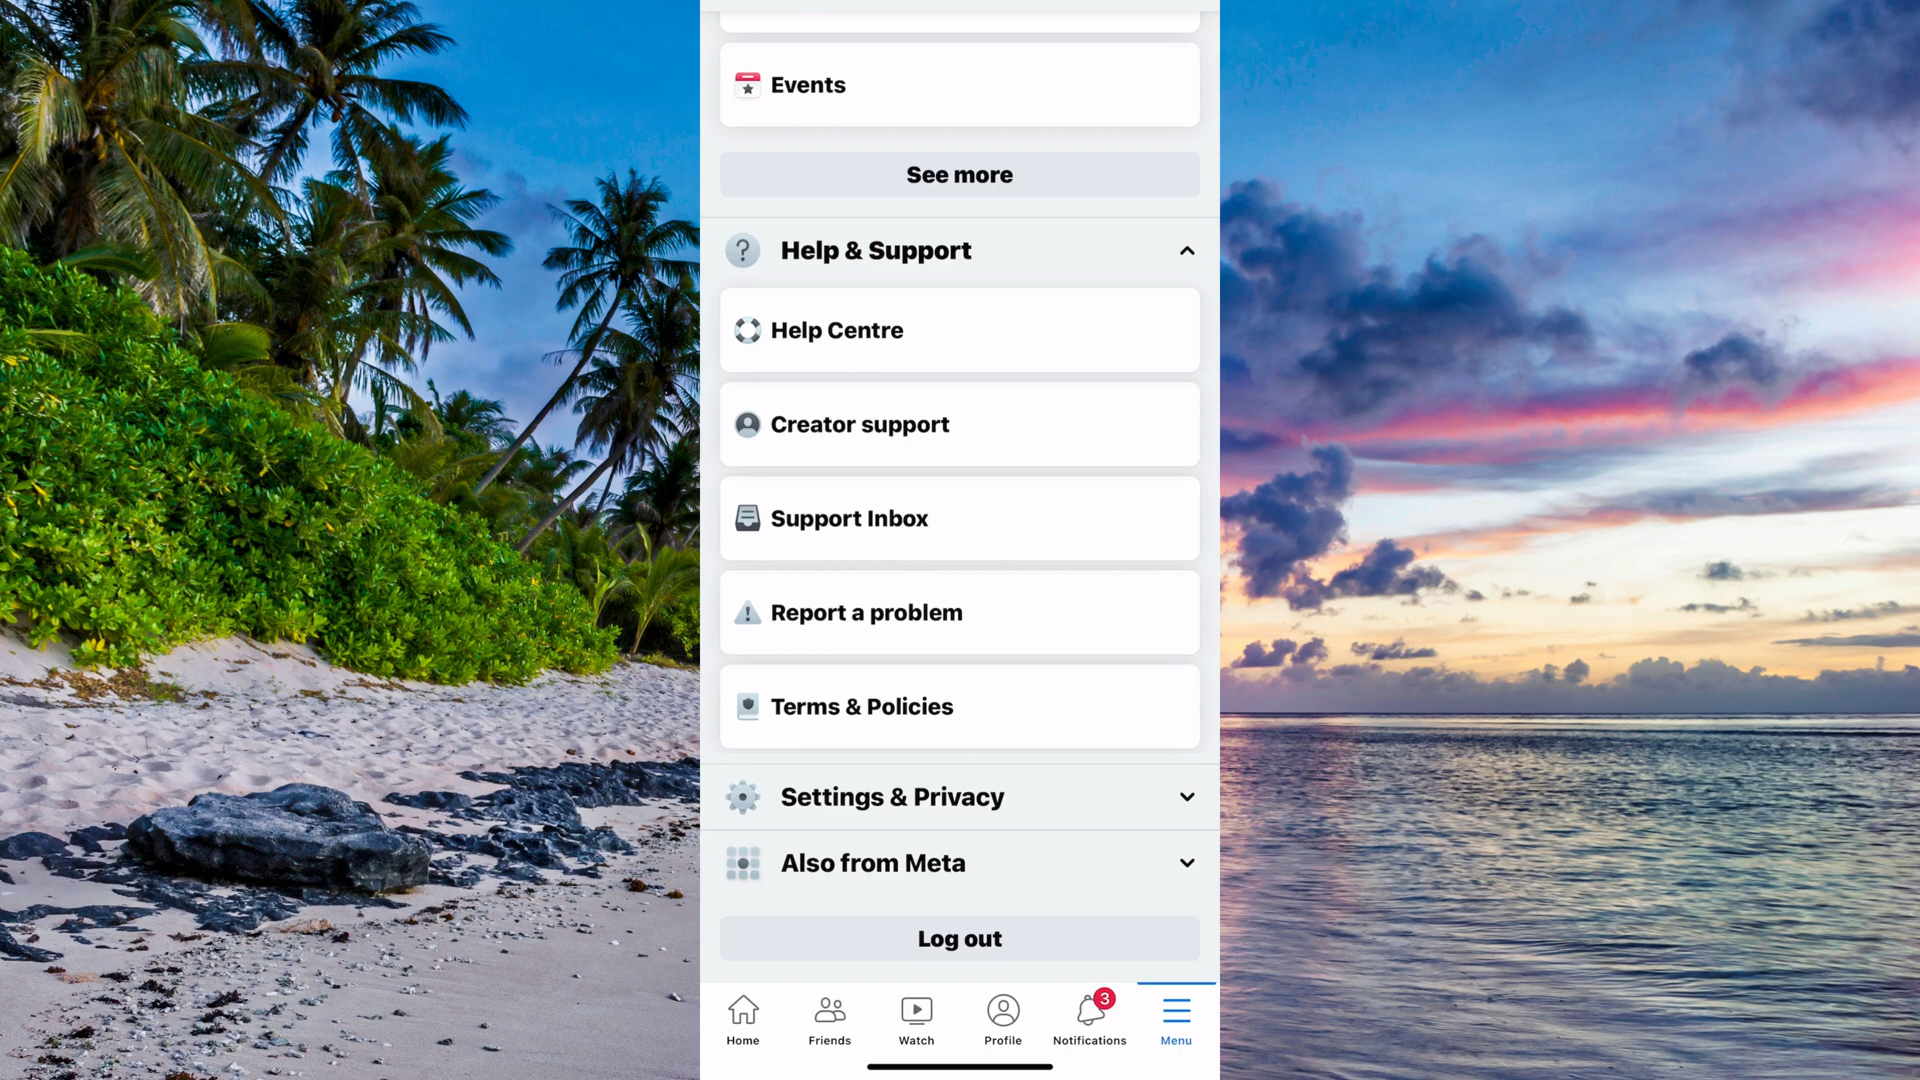 Events
See more
Help & Support
Help Centre
Creator support
Support Inbox
Report a problem
Terms & Policies
Settings & Privacy
Also from Meta
Log out
3
Home
Friends
Watch
Profile
Notifications
Menu